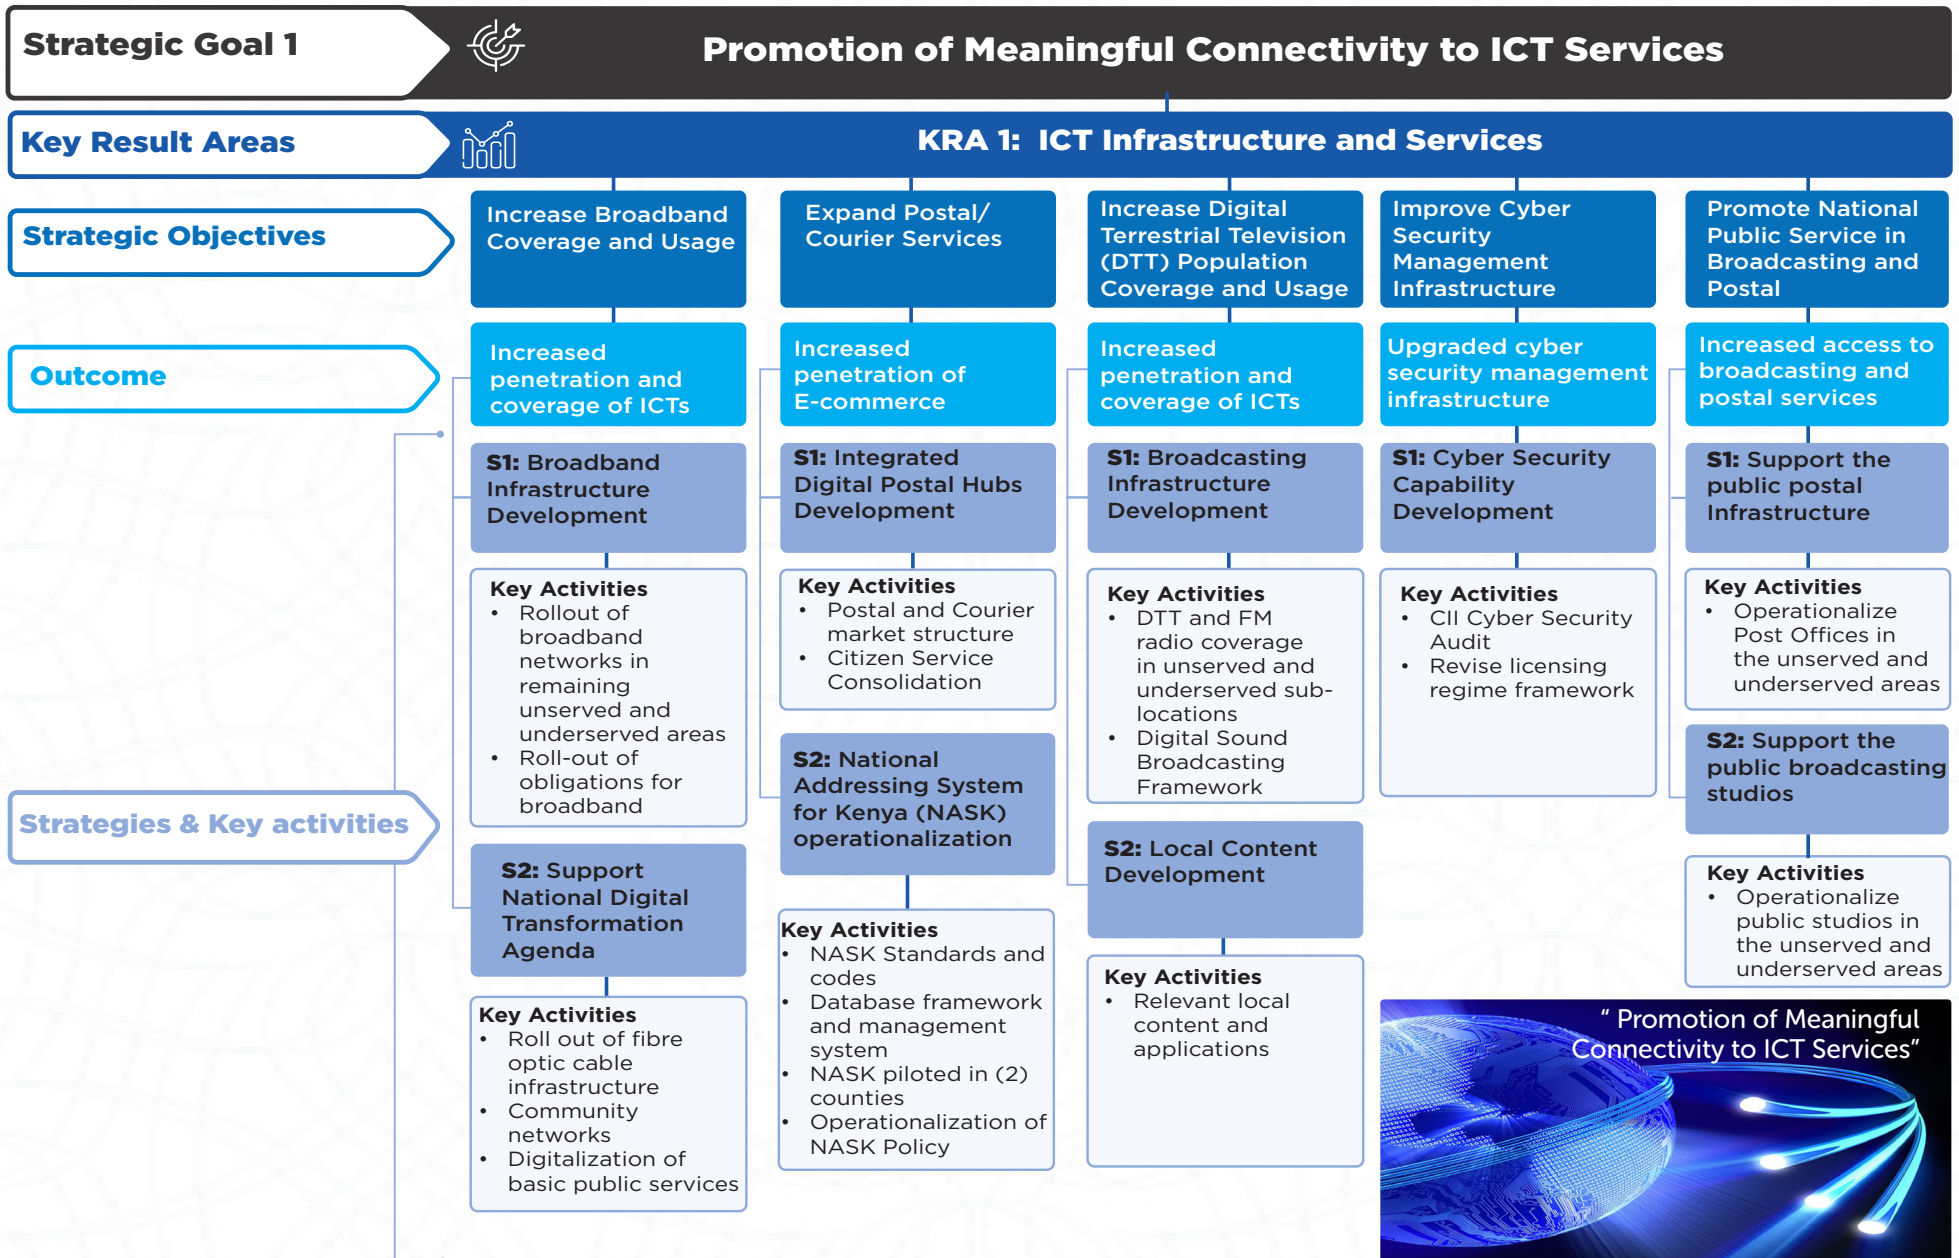 Strategic Goal 1
Promotion of Meaningful Connectivity to ICT Services
Key Result Areas
KRA 1: ICT Infrastructure and Services
Strategic Objectives
Increase Broadband
Coverage and Usage
Expand Postal/
Courier Services
Increase Digital
Terrestrial Television
(DTT) Population
Coverage and Usage
Improve Cyber
Security
Management
Infrastructure
Promote National
Public Service in
Broadcasting and
Postal
Outcome
Increased
penetration and
coverage of ICTs
Increased
penetration of
E-commerce
Increased
penetration and
coverage of ICTs
Upgraded cyber
security management
infrastructure
Increased access to
broadcasting and
postal services
Strategies & Key activities
S1: Broadband
Infrastructure
Development
Key Activities
• Rollout of
broadband
networks in
remaining
unserved and
underserved areas
• Roll-out of
obligations for
broadband
S2: Support
National Digital
Transformation
Agenda
Key Activities
• Roll out of fibre
optic cable
infrastructure
• Community
networks
• Digitalization of
basic public services
S1: Integrated
Digital Postal Hubs
Development
Key Activities
• Postal and Courier
market structure
• Citizen Service
Consolidation
S2: National
Addressing System
for Kenya (NASK)
operationalization
Key Activities
• NASK Standards and
codes
• Database framework
and management
system
• NASK piloted in (2)
counties
• Operationalization of
NASK Policy
S1: Broadcasting
Infrastructure
Development
Key Activities
• DTT and FM
radio coverage
in unserved and
underserved sub-
locations
• Digital Sound
Broadcasting
Framework
S2: Local Content
Development
Key Activities
• Relevant local
content and
applications
S1: Cyber Security
Capability
Development
Key Activities
• CII Cyber Security
Audit
• Revise licensing
regime framework
S1: Support the
public postal
Infrastructure
Key Activities
• Operationalize
Post Offices in
the unserved and
underserved areas
S2: Support the
public broadcasting
studios
Key Activities
• Operationalize
public studios in
the unserved and
underserved areas
“ Promotion of Meaningful
Connectivity to ICT Services”